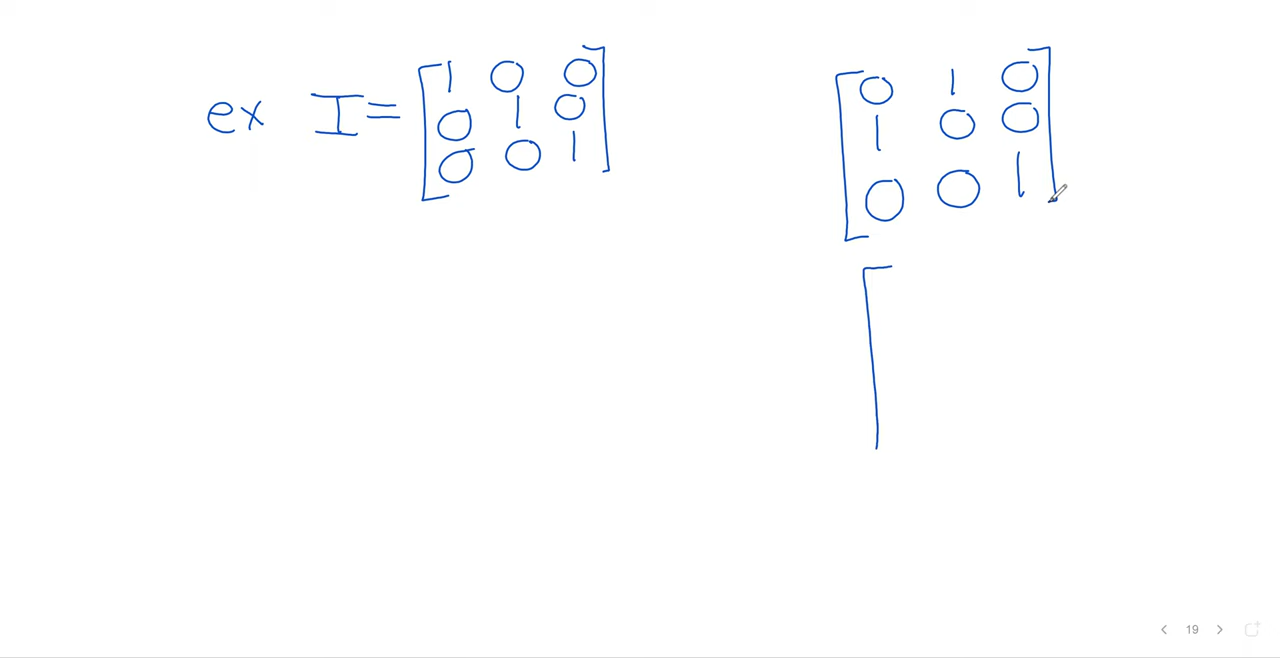 ex I = [1 0 0
0 1 0
0 0 1]
[0 1 0
1 0 0
0 0 1]
[
< 19 >